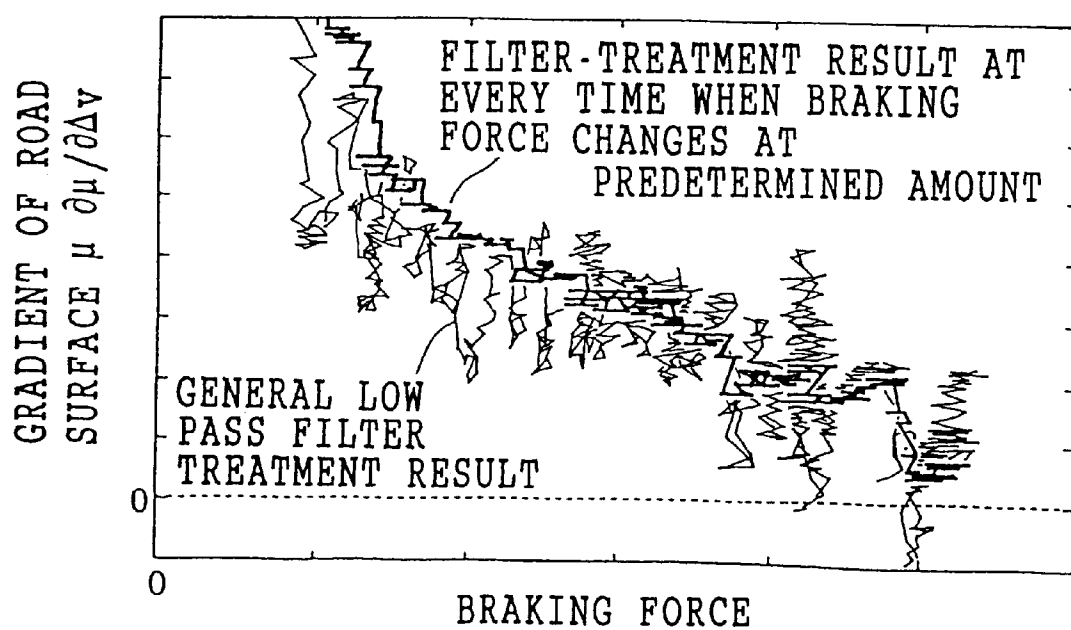 GRADIENT OF ROAD
SURFACE μ ∂μ/∂Δv
FILTER-TREATMENT RESULT AT
EVERY TIME WHEN BRAKING
FORCE CHANGES AT
PREDETERMINED AMOUNT
GENERAL LOW
PASS FILTER
TREATMENT RESULT
0
0
BRAKING FORCE